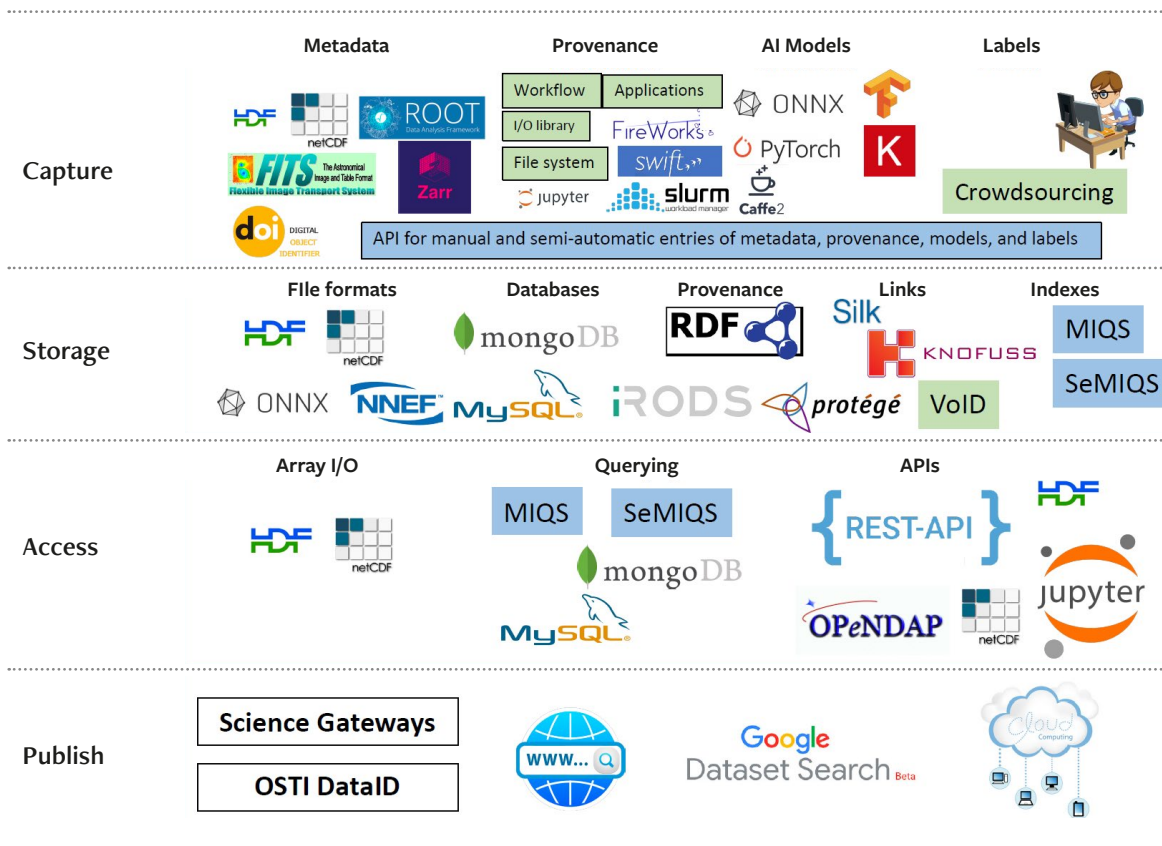 Metadata
Provenance
AI Models
Labels
Capture
HDF
netCDF
ROOT
Data Analysis Framework
FITS
The Astronomical
Image and Table Format
Flexible Image Transport System
Zarr
doi
DIGITAL
OBJECT
IDENTIFIER
Workflow
Applications
I/O library
FireWorks
File system
swift
jupyter
slurm
workload manager
ONNX
PyTorch
K
Caffe2
Crowdsourcing
API for manual and semi-automatic entries of metadata, provenance, models, and labels
FIle formats
Databases
Provenance
Links
Indexes
Storage
HDF
netCDF
mongoDB
RDF
Silk
KNOFUSS
MIQS
ONNX
NNEF™
MySQL®
iRODS
protégé
VoID
SeMIQS
Array I/O
Querying
APIs
Access
HDF
netCDF
MIQS
SeMIQS
mongoDB
MySQL®
{REST-API}
HDF
OPeNDAP
netCDF
jupyter
Publish
Science Gateways
OSTI DataID
WWW...
Google
Dataset Search Beta
Cloud
Computing